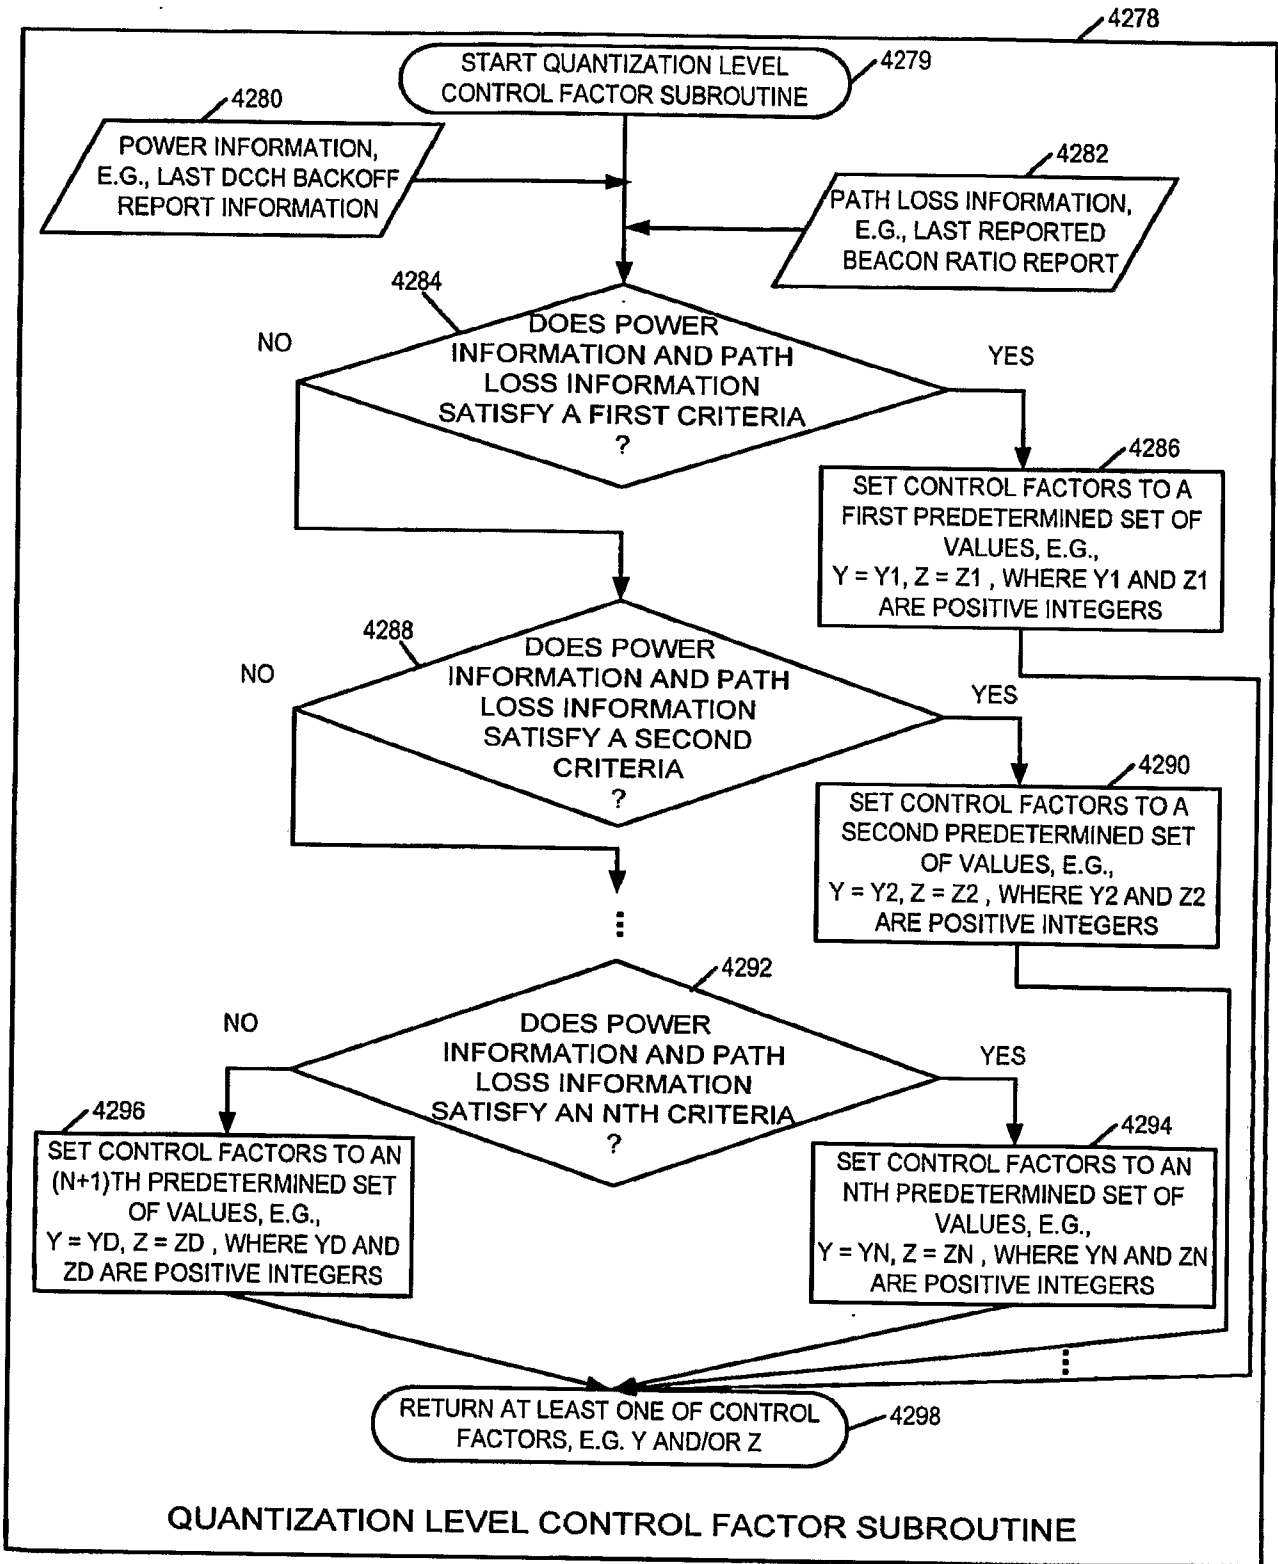 4278
START QUANTIZATION LEVEL
CONTROL FACTOR SUBROUTINE
4279
4280
POWER INFORMATION,
E.G., LAST DCCH BACKOFF
REPORT INFORMATION
4282
PATH LOSS INFORMATION,
E.G., LAST REPORTED
BEACON RATIO REPORT
4284
NO
DOES POWER
INFORMATION AND PATH
LOSS INFORMATION
SATISFY A FIRST CRITERIA
?
YES
4286
SET CONTROL FACTORS TO A
FIRST PREDETERMINED SET OF
VALUES, E.G.,
Y = Y1, Z = Z1 , WHERE Y1 AND Z1
ARE POSITIVE INTEGERS
4288
NO
DOES POWER
INFORMATION AND PATH
LOSS INFORMATION
SATISFY A SECOND
CRITERIA
?
YES
4290
SET CONTROL FACTORS TO A
SECOND PREDETERMINED SET
OF VALUES, E.G.,
Y = Y2, Z = Z2 , WHERE Y2 AND Z2
ARE POSITIVE INTEGERS
4292
NO
DOES POWER
INFORMATION AND PATH
LOSS INFORMATION
SATISFY AN NTH CRITERIA
?
YES
4296
SET CONTROL FACTORS TO AN
(N+1)TH PREDETERMINED SET
OF VALUES, E.G.,
Y = YD, Z = ZD , WHERE YD AND
ZD ARE POSITIVE INTEGERS
4294
SET CONTROL FACTORS TO AN
NTH PREDETERMINED SET OF
VALUES, E.G.,
Y = YN, Z = ZN , WHERE YN AND ZN
ARE POSITIVE INTEGERS
RETURN AT LEAST ONE OF CONTROL
FACTORS, E.G. Y AND/OR Z
4298
QUANTIZATION LEVEL CONTROL FACTOR SUBROUTINE